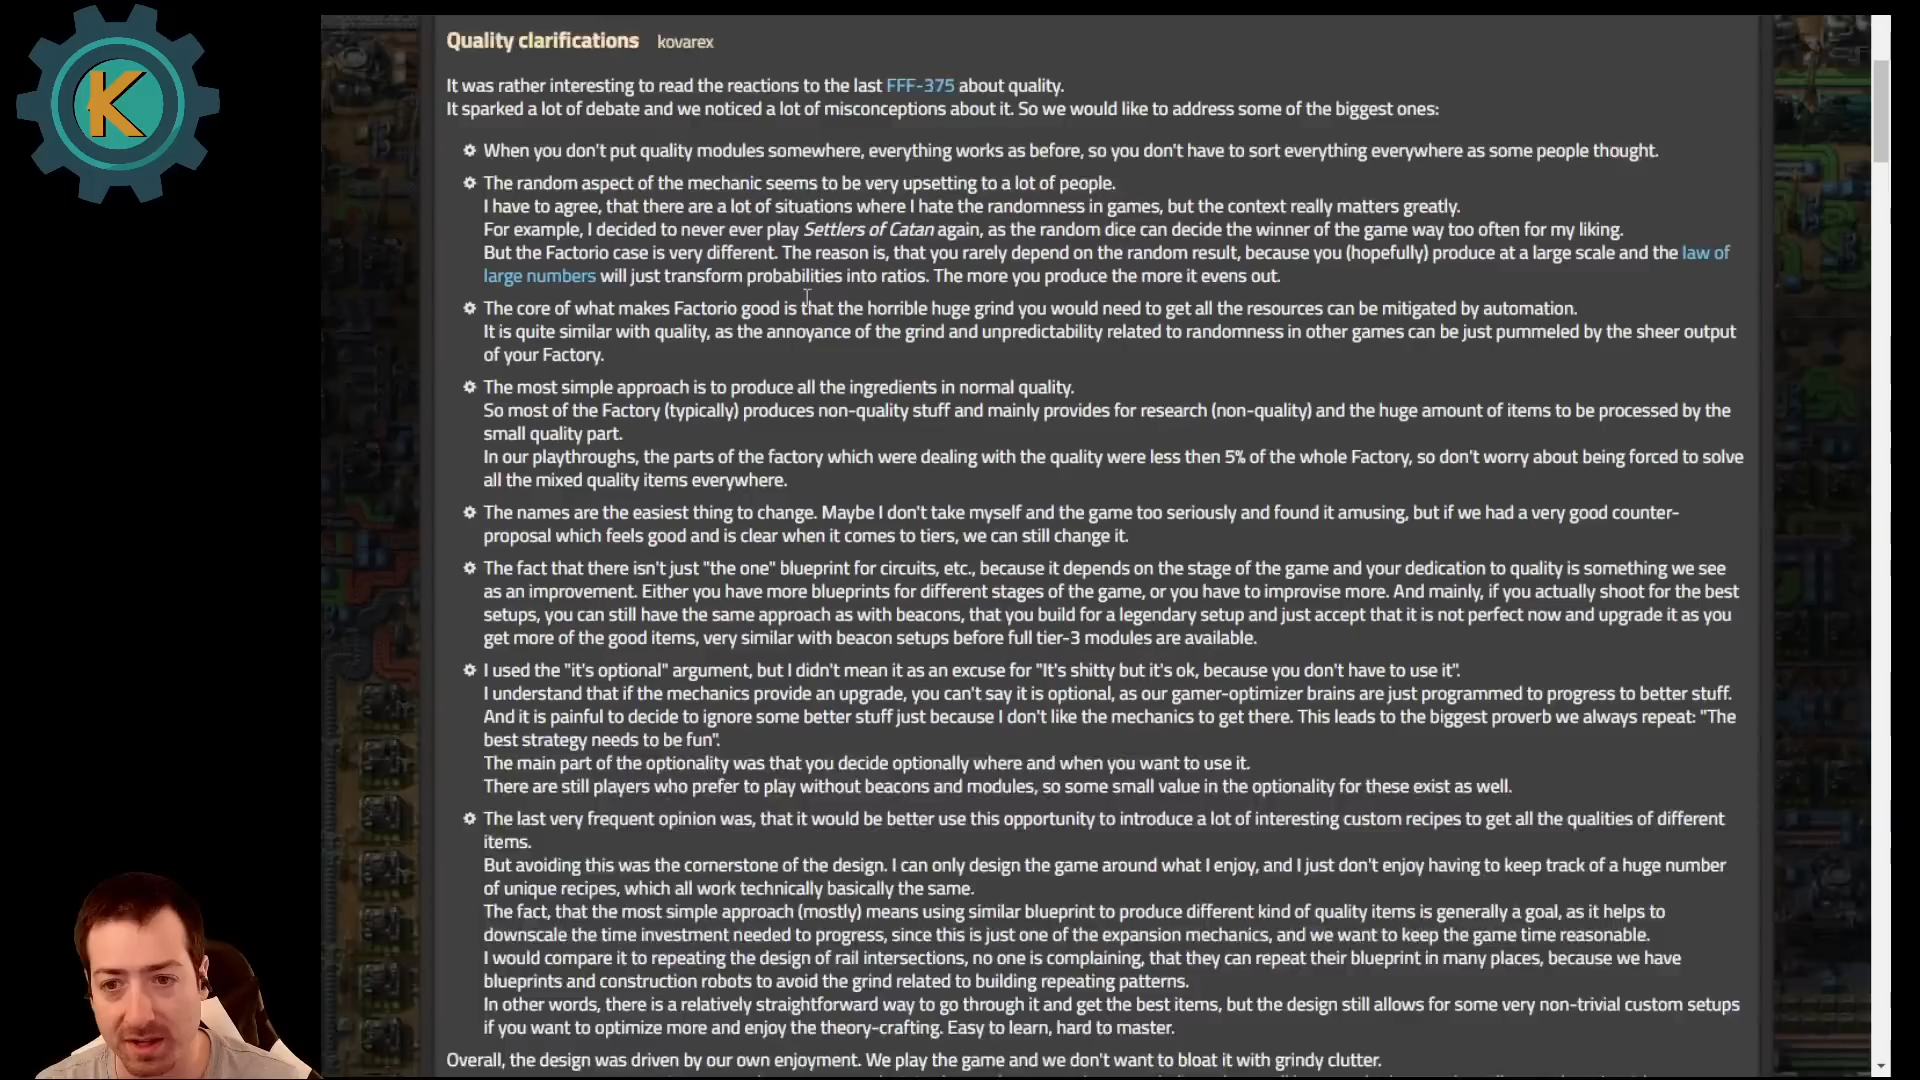 K
Quality clarifications kovarex
It was rather interesting to read the reactions to the last FFF-375 about quality.
It sparked a lot of debate and we noticed a lot of misconceptions about it. So we would like to address some of the biggest ones:
When you don't put quality modules somewhere, everything works as before, so you don't have to sort everything everywhere as some people thought.
The random aspect of the mechanic seems to be very upsetting to a lot of people.
I have to agree, that there are a lot of situations where I hate the randomness in games, but the context really matters greatly.
For example, I decided to never ever play Settlers of Catan again, as the random dice can decide the winner of the game way too often for my liking.
But the Factorio case is very different. The reason is, that you rarely depend on the random result, because you (hopefully) produce at a large scale and the law of
large numbers will just transform probabilities into ratios. The more you produce the more it evens out.
The core of what makes Factorio good is that the horrible huge grind you would need to get all the resources can be mitigated by automation.
It is quite similar with quality, as the annoyance of the grind and unpredictability related to randomness in other games can be just pummeled by the sheer output
of your Factory.
The most simple approach is to produce all the ingredients in normal quality.
So most of the Factory (typically) produces non-quality stuff and mainly provides for research (non-quality) and the huge amount of items to be processed by the
small quality part.
In our playthroughs, the parts of the factory which were dealing with the quality were less then 5% of the whole Factory, so don't worry about being forced to solve
all the mixed quality items everywhere.
The names are the easiest thing to change. Maybe I don't take myself and the game too seriously and found it amusing, but if we had a very good counter-
proposal which feels good and is clear when it comes to tiers, we can still change it.
The fact that there isn't just "the one" blueprint for circuits, etc., because it depends on the stage of the game and your dedication to quality is something we see
as an improvement. Either you have more blueprints for different stages of the game, or you have to improvise more. And mainly, if you actually shoot for the best
setups, you can still have the same approach as with beacons, that you build for a legendary setup and just accept that it is not perfect now and upgrade it as you
get more of the good items, very similar with beacon setups before full tier-3 modules are available.
I used the "it's optional" argument, but I didn't mean it as an excuse for "It's shitty but it's ok, because you don't have to use it".
I understand that if the mechanics provide an upgrade, you can't say it is optional, as our gamer-optimizer brains are just programmed to progress to better stuff.
And it is painful to decide to ignore some better stuff just because I don't like the mechanics to get there. This leads to the biggest proverb we always repeat: "The
best strategy needs to be fun".
The main part of the optionality was that you decide optionally where and when you want to use it.
There are still players who prefer to play without beacons and modules, so some small value in the optionality for these exist as well.
The last very frequent opinion was, that it would be better use this opportunity to introduce a lot of interesting custom recipes to get all the qualities of different
items.
But avoiding this was the cornerstone of the design. I can only design the game around what I enjoy, and I just don't enjoy having to keep track of a huge number
of unique recipes, which all work technically basically the same.
The fact, that the most simple approach (mostly) means using similar blueprint to produce different kind of quality items is generally a goal, as it helps to
downscale the time investment needed to progress, since this is just one of the expansion mechanics, and we want to keep the game time reasonable.
I would compare it to repeating the design of rail intersections, no one is complaining, that they can repeat their blueprint in many places, because we have
blueprints and construction robots to avoid the grind related to building repeating patterns.
In other words, there is a relatively straightforward way to go through it and get the best items, but the design still allows for some very non-trivial custom setups
if you want to optimize more and enjoy the theory-crafting. Easy to learn, hard to master.
Overall, the design was driven by our own enjoyment. We play the game and we don't want to bloat it with grindy clutter.